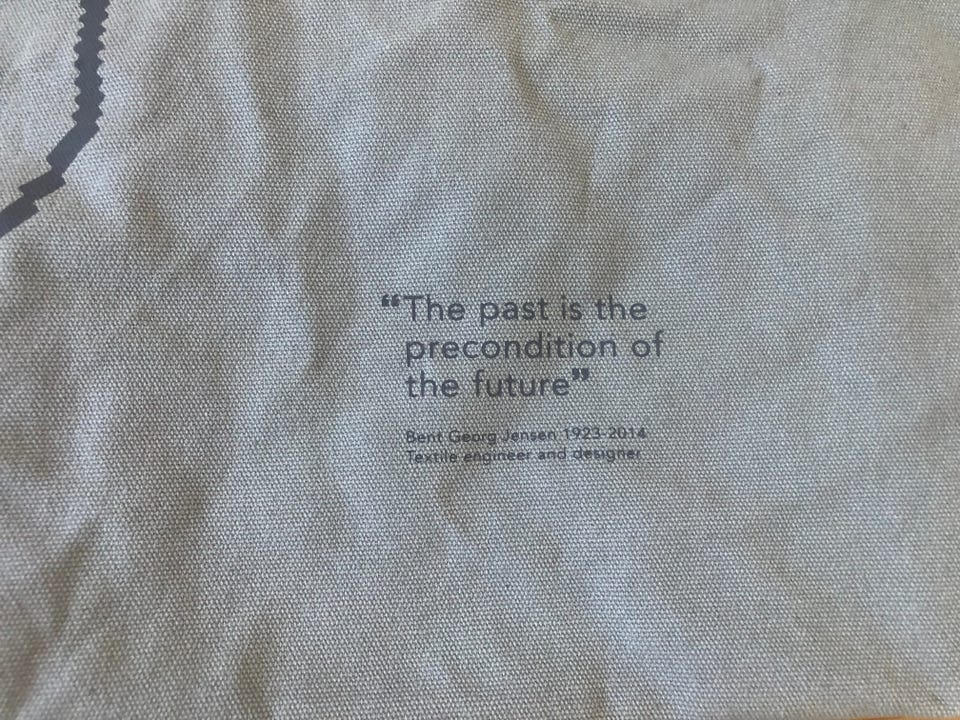 “The past is the
precondition of
the future”
Bent Georg Jensen 1923-2014
Textile engineer and designer